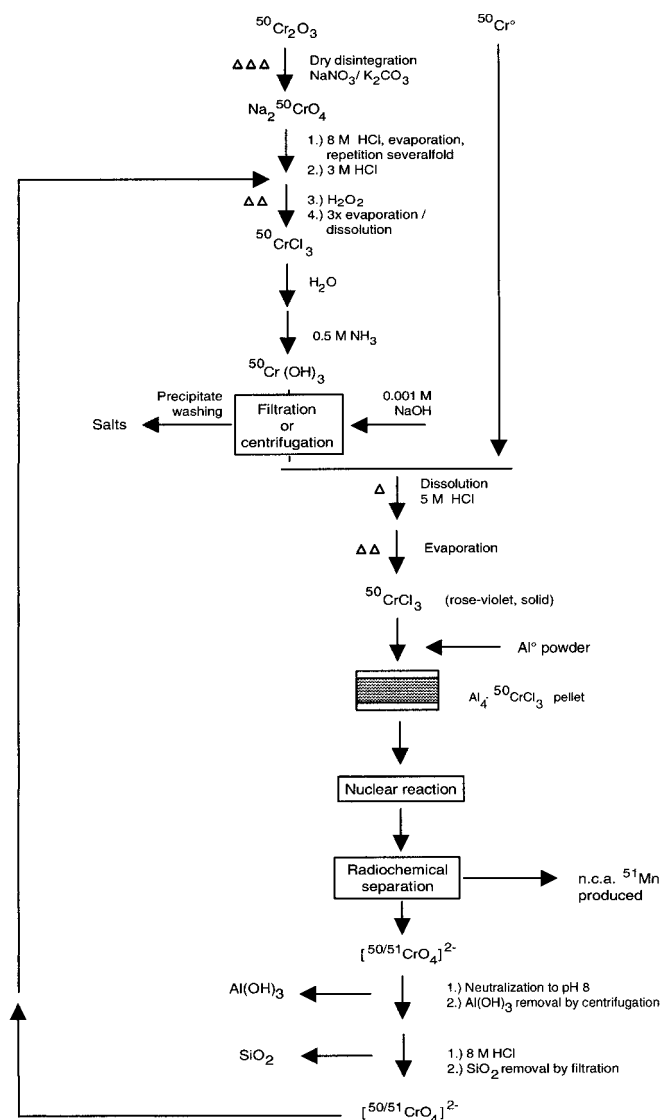 ⁵⁰Cr₂O₃
⁵⁰Cr°
Δ Δ Δ
Dry disintegration
NaNO₃/ K₂CO₃
Na₂⁵⁰CrO₄
1.) 8 M HCl, evaporation,
repetition severalfold
2.) 3 M HCl
Δ Δ
3.) H₂O₂
4.) 3x evaporation /
dissolution
⁵⁰CrCl₃
H₂O
0.5 M NH₃
⁵⁰Cr (OH)₃
Precipitate
washing
Salts
Filtration
or
centrifugation
0.001 M
NaOH
Δ
Dissolution
5 M HCl
Δ Δ
Evaporation
⁵⁰CrCl₃ (rose-violet, solid)
Al° powder
Al₄· ⁵⁰CrCl₃ pellet
Nuclear reaction
Radiochemical
separation
n.c.a. ⁵¹Mn
produced
[⁵⁰/⁵¹CrO₄]²⁻
Al(OH)₃
1.) Neutralization to pH 8
2.) Al(OH)₃ removal by centrifugation
SiO₂
1.) 8 M HCl
2.) SiO₂ removal by filtration
[⁵⁰/⁵¹CrO₄]²⁻